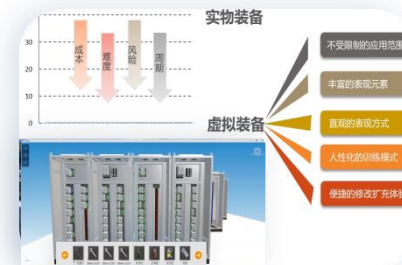 实物装备
30
20
10
0
成本
难度
风险
周期
虚拟装备
不受限制的应用范围
丰富的表现元素
直观的表现方式
人性化的训练模式
便捷的修改扩充体验